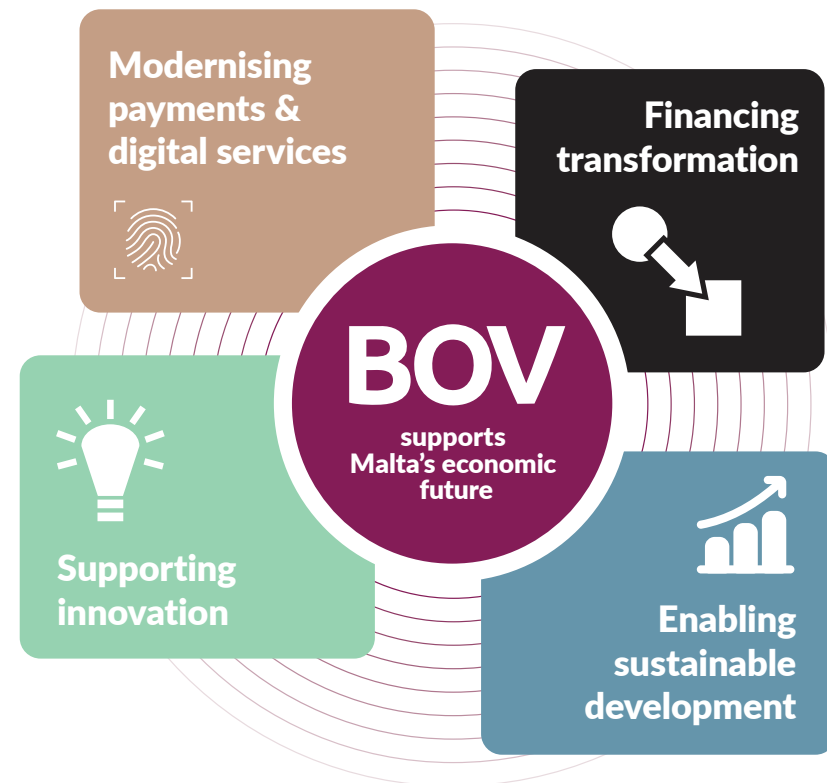 Modernising
payments &
digital services
Financing
transformation
BOV
supports
Malta's economic
future
Supporting
innovation
Enabling
sustainable
development